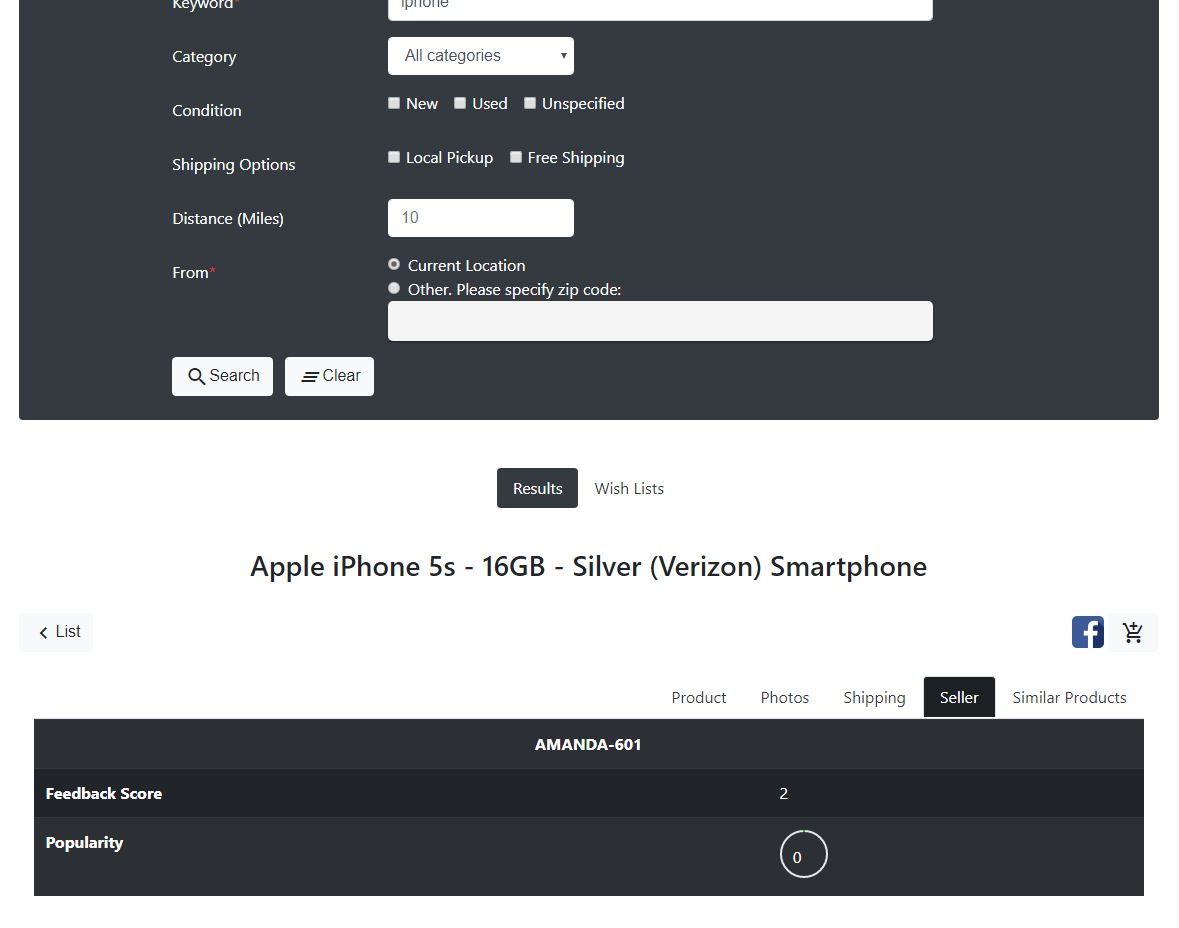 Keyword*
iphone
Category
All categories
Condition
New Used Unspecified
Shipping Options
Local Pickup Free Shipping
Distance (Miles)
10
From*
Current Location
Other. Please specify zip code:
Search Clear
Results Wish Lists
Apple iPhone 5s - 16GB - Silver (Verizon) Smartphone
List
Product Photos Shipping Seller Similar Products
AMANDA-601
Feedback Score 2
Popularity 0